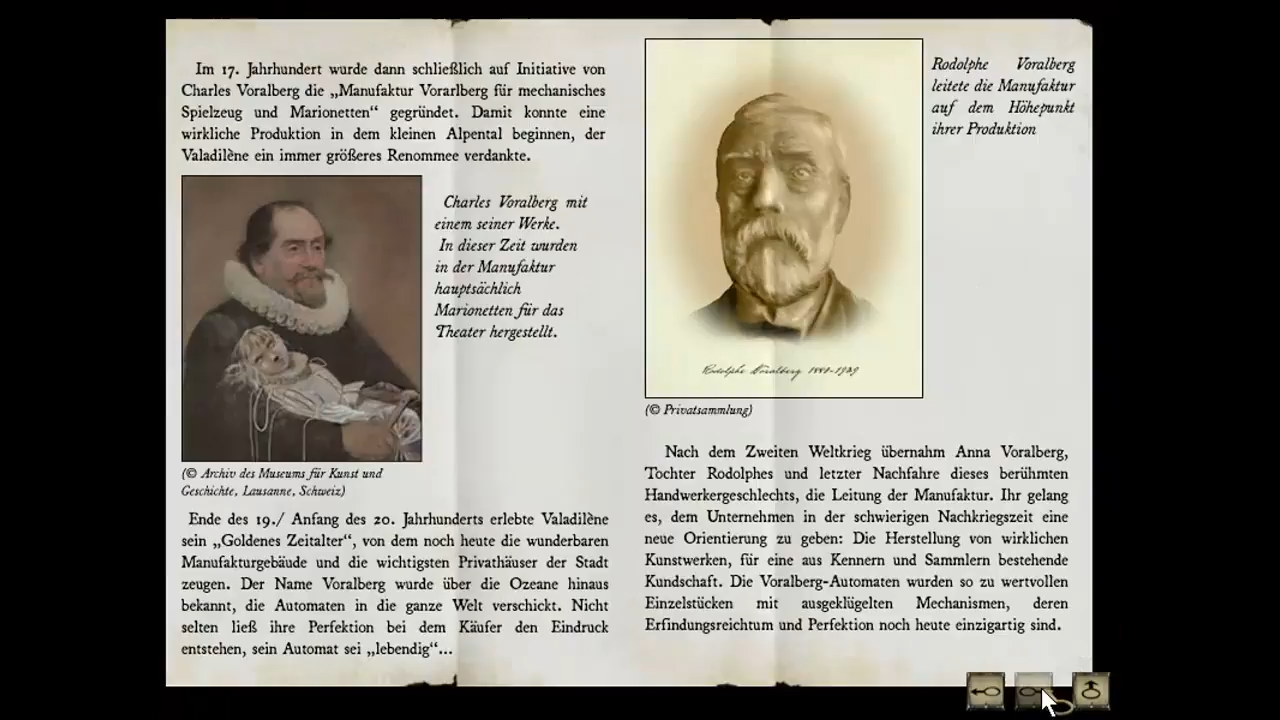 Im 17. Jahrhundert wurde dann schließlich auf Initiative von
Charles Voralberg die „Manufaktur Vorarlberg für mechanisches
Spielzeug und Marionetten“ gegründet. Damit konnte eine
wirkliche Produktion in dem kleinen Alpental beginnen, der
Valadilène ein immer größeres Renommee verdankte.
Charles Voralberg mit
einem seiner Werke.
In dieser Zeit wurden
in der Manufaktur
hauptsächlich
Marionetten für das
Theater hergestellt.
(© Archiv des Museums für Kunst und
Geschichte, Lausanne, Schweiz)
Ende des 19./ Anfang des 20. Jahrhunderts erlebte Valadilène
sein „Goldenes Zeitalter“, von dem noch heute die wunderbaren
Manufakturgebäude und die wichtigsten Privathäuser der Stadt
zeugen. Der Name Voralberg wurde über die Ozeane hinaus
bekannt, die Automaten in die ganze Welt verschickt. Nicht
selten ließ ihre Perfektion bei dem Käufer den Eindruck
entstehen, sein Automat sei „lebendig“...
Rodolphe Voralberg
leitete die Manufaktur
auf dem Höhepunkt
ihrer Produktion
Rodolphe Voralberg
(© Privatsammlung)
Nach dem Zweiten Weltkrieg übernahm Anna Voralberg,
Tochter Rodolphes und letzter Nachfahre dieses berühmten
Handwerkergeschlechts, die Leitung der Manufaktur. Ihr gelang
es, dem Unternehmen in der schwierigen Nachkriegszeit eine
neue Orientierung zu geben: Die Herstellung von wirklichen
Kunstwerken, für eine aus Kennern und Sammlern bestehende
Kundschaft. Die Voralberg-Automaten wurden so zu wertvollen
Einzelstücken mit ausgeklügelten Mechanismen, deren
Erfindungsreichtum und Perfektion noch heute einzigartig sind.